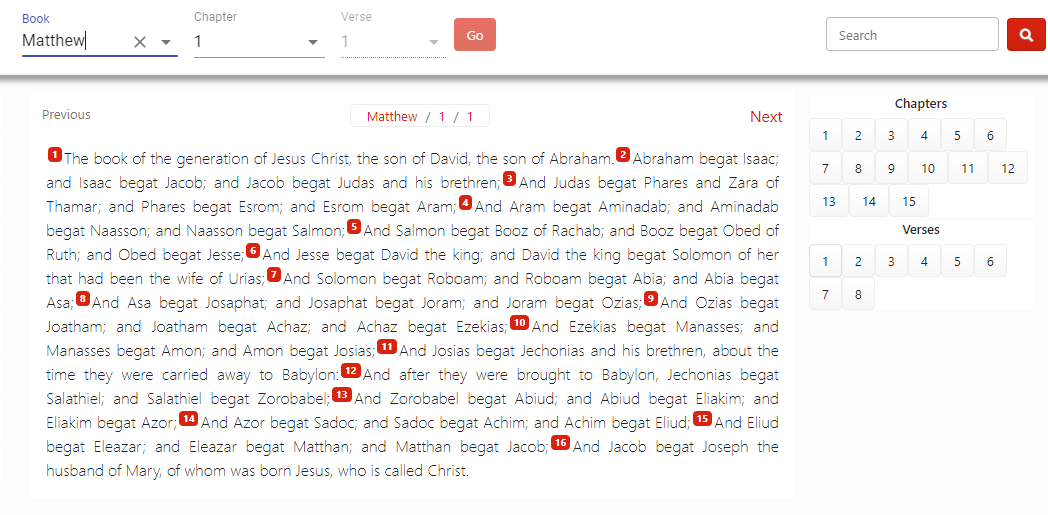 Book
Matthew
Chapter
1
Verse
1
Go
Search
Previous
Matthew / 1 / 1
Next
1 The book of the generation of Jesus Christ, the son of David, the son of Abraham. 2 Abraham begat Isaac;
and Isaac begat Jacob; and Jacob begat Judas and his brethren; 3 And Judas begat Phares and Zara of
Thamar; and Phares begat Esrom; and Esrom begat Aram; 4 And Aram begat Aminadab; and Aminadab
begat Naasson; and Naasson begat Salmon; 5 And Salmon begat Booz of Rachab; and Booz begat Obed of
Ruth; and Obed begat Jesse; 6 And Jesse begat David the king; and David the king begat Solomon of her
that had been the wife of Urias; 7 And Solomon begat Roboam; and Roboam begat Abia; and Abia begat
Asa; 8 And Asa begat Josaphat; and Josaphat begat Joram; and Joram begat Ozias; 9 And Ozias begat
Joatham; and Joatham begat Achaz; and Achaz begat Ezekias; 10 And Ezekias begat Manasses; and
Manasses begat Amon; and Amon begat Josias; 11 And Josias begat Jechonias and his brethren, about the
time they were carried away to Babylon: 12 And after they were brought to Babylon, Jechonias begat
Salathiel; and Salathiel begat Zorobabel; 13 And Zorobabel begat Abiud; and Abiud begat Eliakim; and
Eliakim begat Azor; 14 And Azor begat Sadoc; and Sadoc begat Achim; and Achim begat Eliud; 15 And Eliud
begat Eleazar; and Eleazar begat Matthan; and Matthan begat Jacob; 16 And Jacob begat Joseph the
husband of Mary, of whom was born Jesus, who is called Christ.
Chapters
1 2 3 4 5 6
7 8 9 10 11 12
13 14 15
Verses
1 2 3 4 5 6
7 8